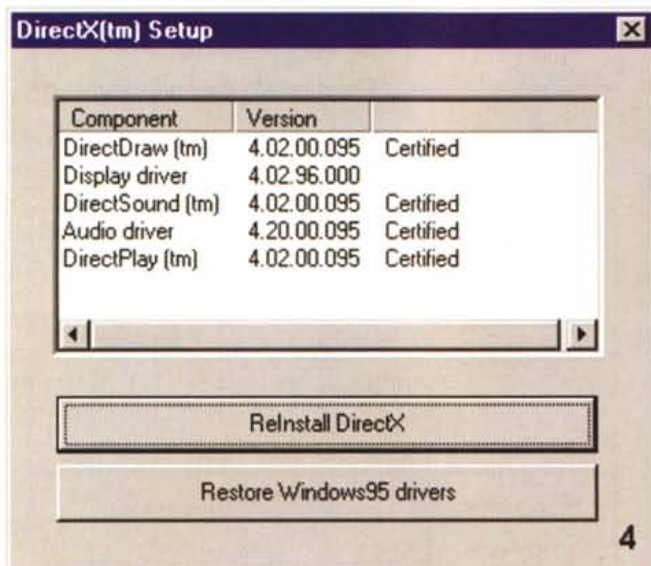 DirectX(tm) Setup
Component Version
DirectDraw (tm) 4.02.00.095 Certified
Display driver 4.02.96.000
DirectSound (tm) 4.02.00.095 Certified
Audio driver 4.20.00.095 Certified
DirectPlay (tm) 4.02.00.095 Certified
ReInstall DirectX
Restore Windows95 drivers
4